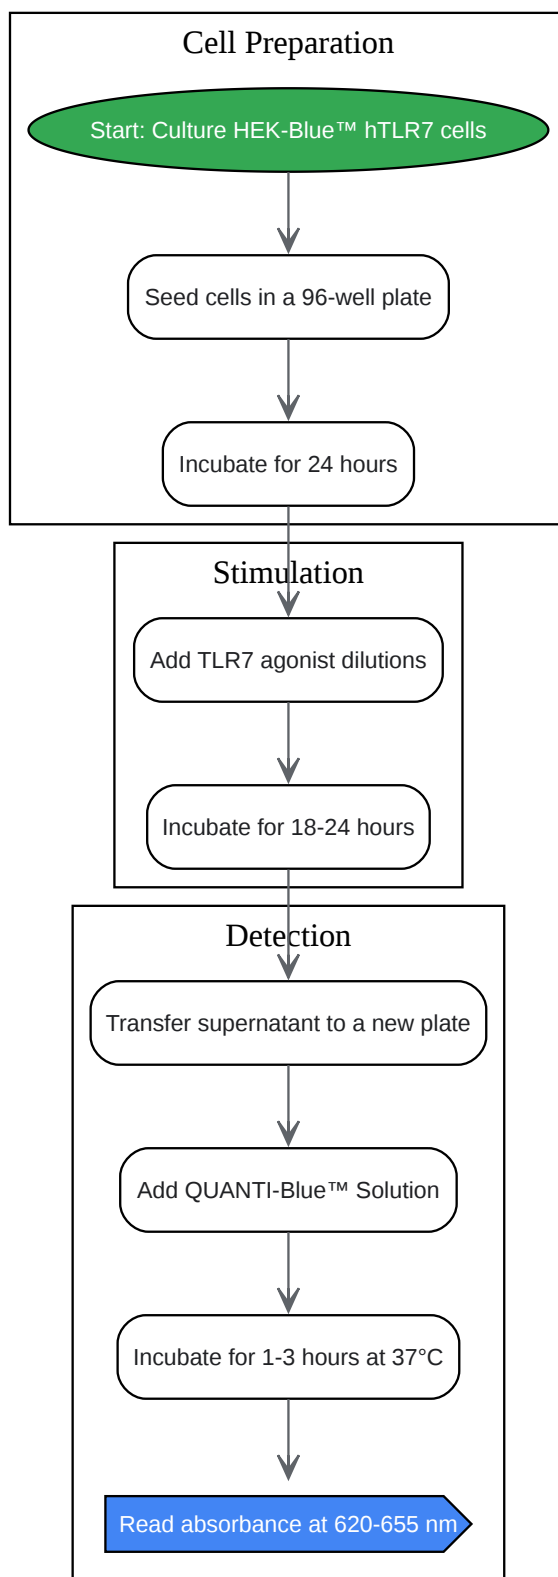 Cell Preparation
Start: Culture HEK-Blue™ hTLR7 cells
Seed cells in a 96-well plate
Incubate for 24 hours
Stimulation
Add TLR7 agonist dilutions
Incubate for 18-24 hours
Detection
Transfer supernatant to a new plate
Add QUANTI-Blue™ Solution
Incubate for 1-3 hours at 37°C
Read absorbance at 620-655 nm